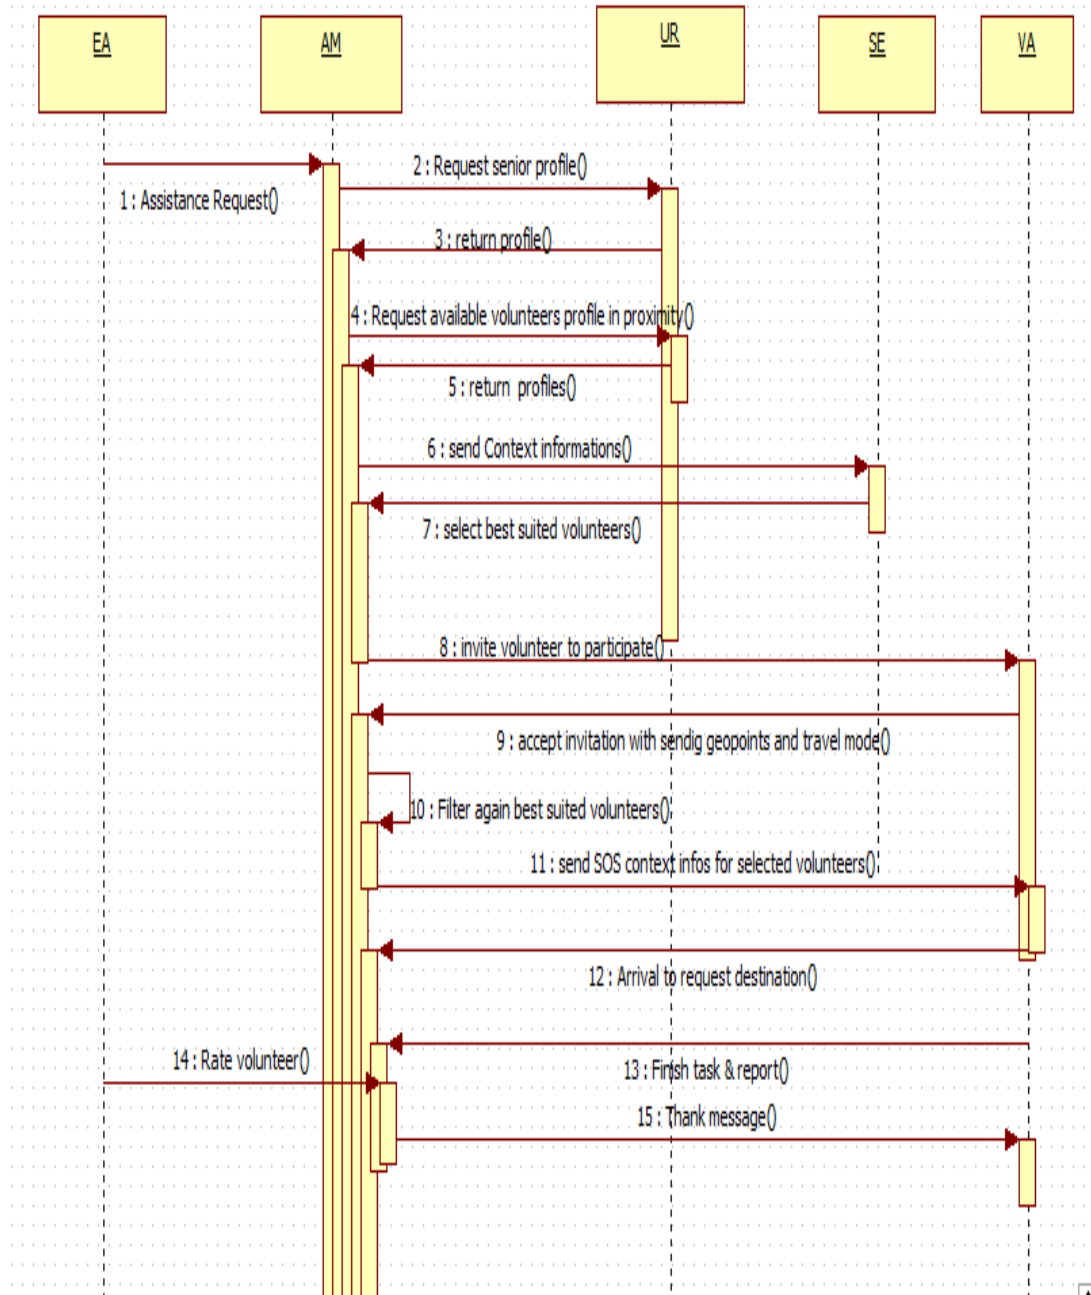 EA
AM
UR
SE
VA
1 : Assistance Request()
2 : Request senior profile()
3 : return profile()
4 : Request available volunteers profile in proximity()
5 : return profiles()
6 : send Context informations()
7 : select best suited volunteers()
8 : invite volunteer to participate()
9 : accept invitation with sendig geopoints and travel mode()
10 : Filter again best suited volunteers()
11 : send SOS context infos for selected volunteers()
12 : Arrival to request destination()
13 : Finish task & report()
14 : Rate volunteer()
15 : Thank message()